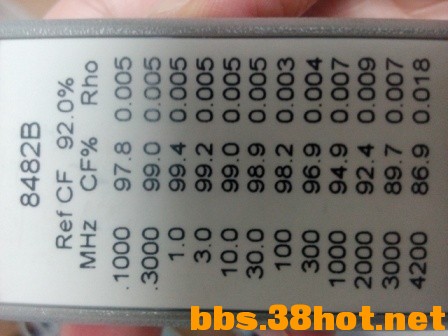 8482B
Ref CF 92.0%
MHz CF% Rho
.1000 97.8 0.005
.3000 99.0 0.005
1.0 99.4 0.005
3.0 99.2 0.005
10.0 99.0 0.005
30.0 98.9 0.005
100 98.2 0.003
300 96.9 0.004
1000 94.9 0.007
2000 92.4 0.009
3000 89.7 0.007
4200 86.9 0.018
bbs.38hot.net